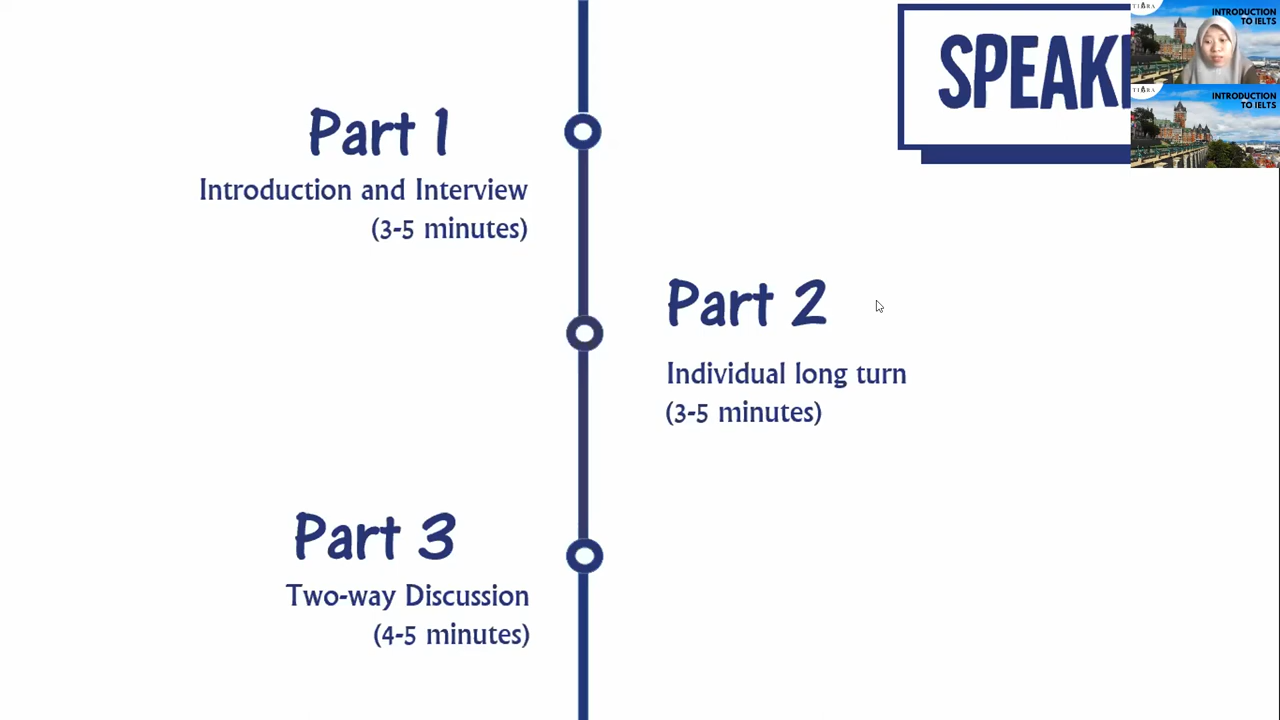 SPEAK
INTRODUCTION
TO IELTS
Part 1
Introduction and Interview
(3-5 minutes)
INTRODUCTION
TO IELTS
Part 2
Individual long turn
(3-5 minutes)
Part 3
Two-way Discussion
(4-5 minutes)